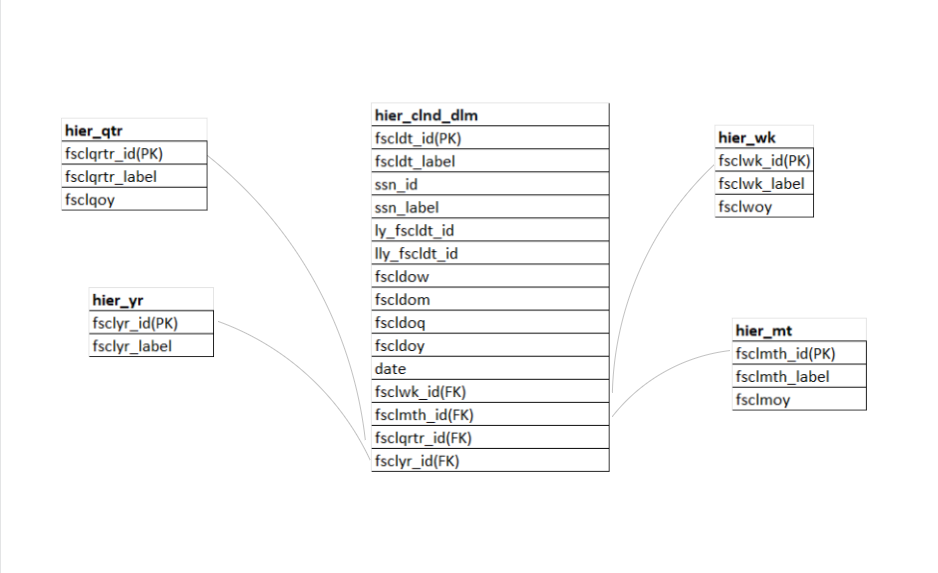 hier_qtr
fsclqrtr_id(PK)
fsclqrtr_label
fsclqoy
hier_yr
fsclyr_id(PK)
fsclyr_label
hier_clnd_dlm
fscldt_id(PK)
fscldt_label
ssn_id
ssn_label
ly_fscldt_id
lly_fscldt_id
fscldow
fscldom
fscldoq
fscldoy
date
fsclwk_id(FK)
fsclmth_id(FK)
fsclqrtr_id(FK)
fsclyr_id(FK)
hier_wk
fsclwk_id(PK)
fsclwk_label
fsclwoy
hier_mt
fsclmth_id(PK)
fsclmth_label
fsclmoy